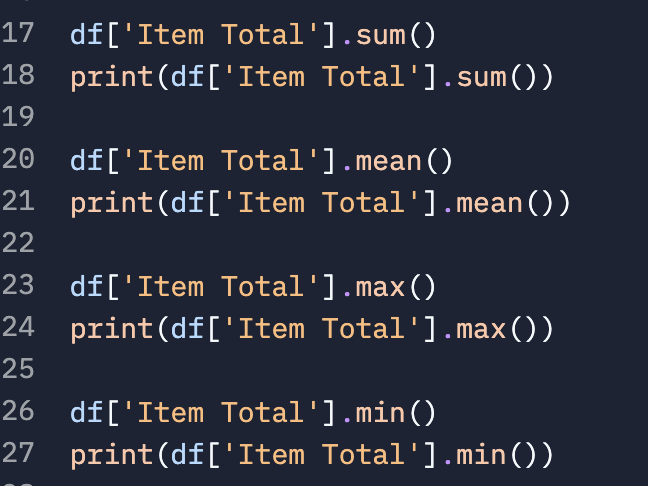 17 df['Item Total'].sum()
18 print(df['Item Total'].sum())
19
20 df['Item Total'].mean()
21 print(df['Item Total'].mean())
22
23 df['Item Total'].max()
24 print(df['Item Total'].max())
25
26 df['Item Total'].min()
27 print(df['Item Total'].min())